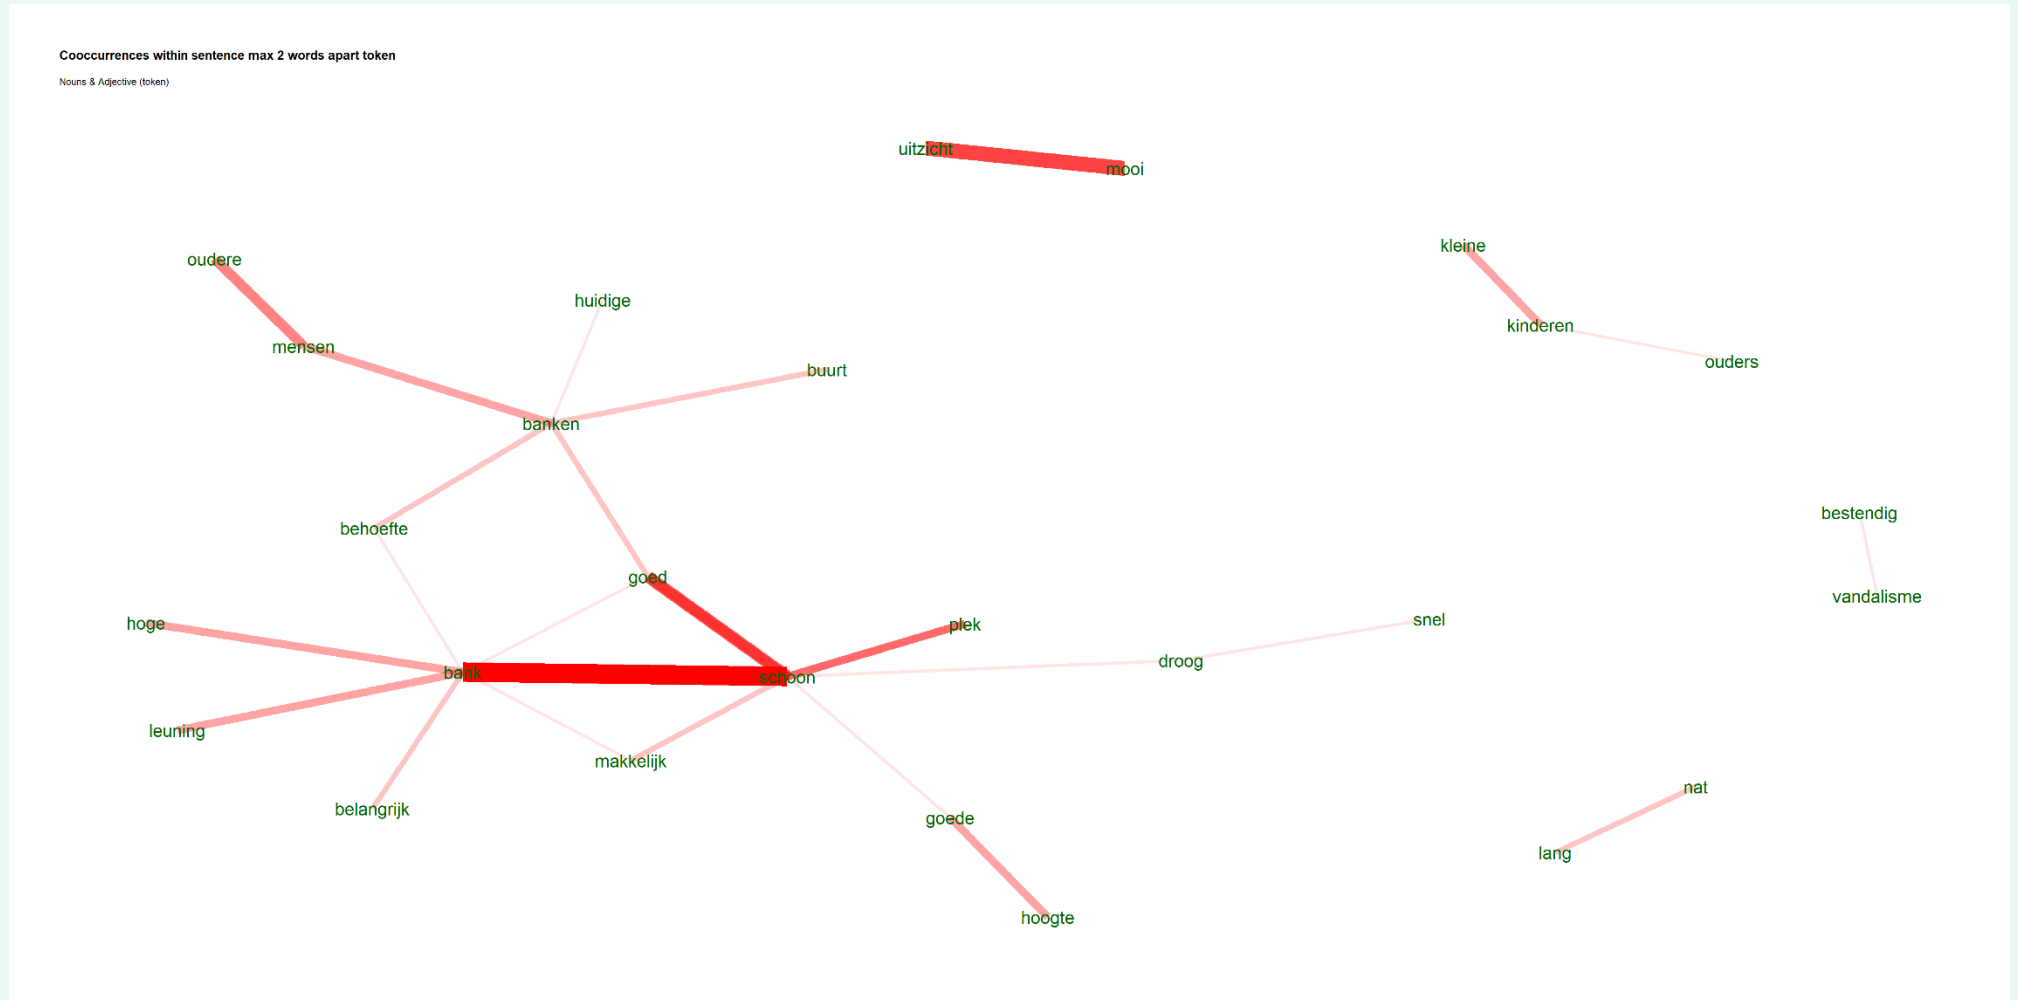 Cooccurrences within sentence max 2 words apart token
Nouns & Adjective (token)
uitzicht
mooi
kleine
oudere
huidige
kinderen
mensen
ouders
buurt
banken
bestendig
behoefte
goed
vandalisme
snel
hoge
plek
droog
bank
schoon
leuning
makkelijk
nat
belangrijk
goede
lang
hoogte